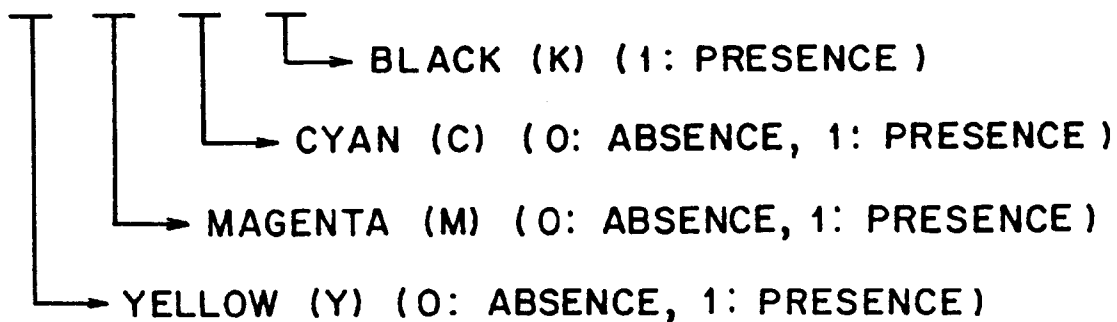 BLACK (K) (1: PRESENCE)
CYAN (C) (0: ABSENCE, 1: PRESENCE)
MAGENTA (M) (0: ABSENCE, 1: PRESENCE)
YELLOW (Y) (0: ABSENCE, 1: PRESENCE)